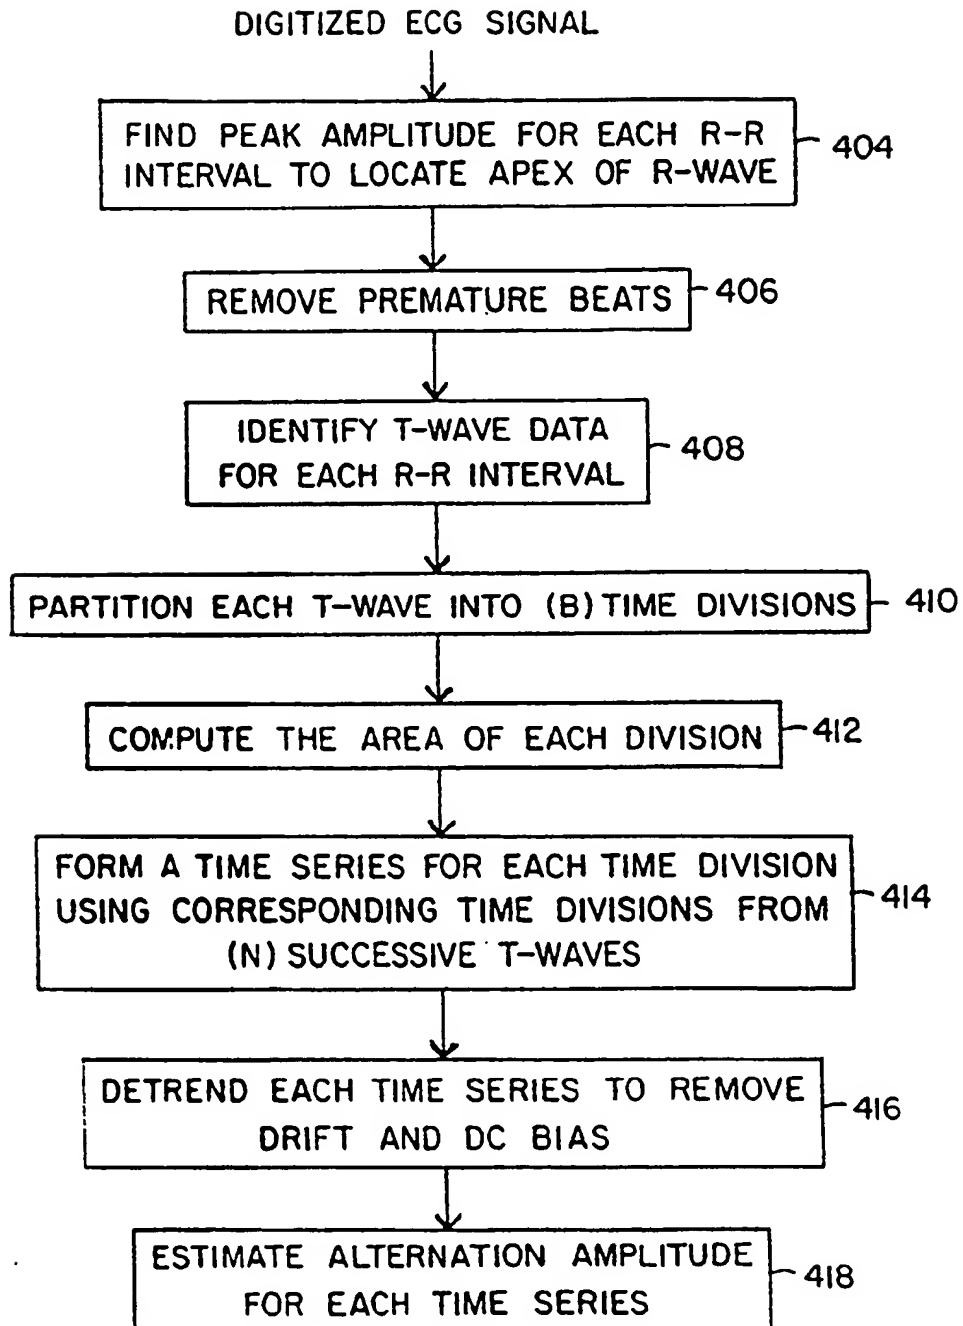 DIGITIZED ECG SIGNAL
FIND PEAK AMPLITUDE FOR EACH R-R
INTERVAL TO LOCATE APEX OF R-WAVE
404
REMOVE PREMATURE BEATS
406
IDENTIFY T-WAVE DATA
FOR EACH R-R INTERVAL
408
PARTITION EACH T-WAVE INTO (B) TIME DIVISIONS
410
COMPUTE THE AREA OF EACH DIVISION
412
FORM A TIME SERIES FOR EACH TIME DIVISION
USING CORRESPONDING TIME DIVISIONS FROM
(N) SUCCESSIVE T-WAVES
414
DETREND EACH TIME SERIES TO REMOVE
DRIFT AND DC BIAS
416
ESTIMATE ALTERNATION AMPLITUDE
FOR EACH TIME SERIES
418